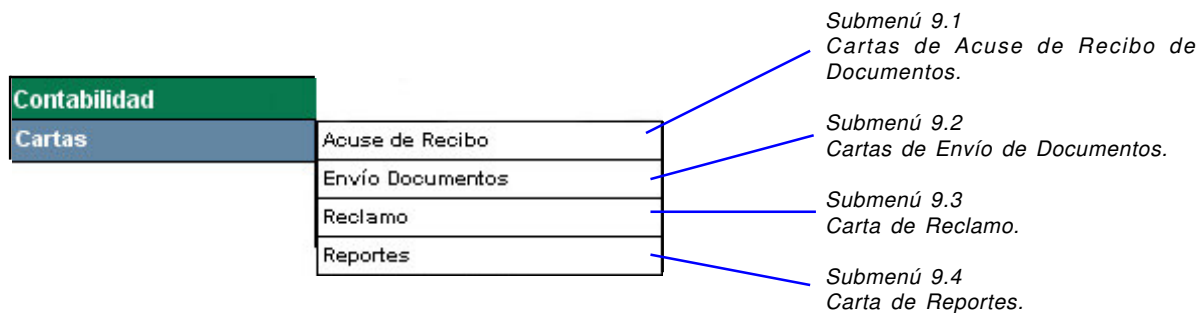 Contabilidad
Cartas
Acuse de Recibo
Envío Documentos
Reclamo
Reportes
Submenú 9.1
Cartas de Acuse de Recibo de
Documentos.
Submenú 9.2
Cartas de Envío de Documentos.
Submenú 9.3
Carta de Reclamo.
Submenú 9.4
Carta de Reportes.